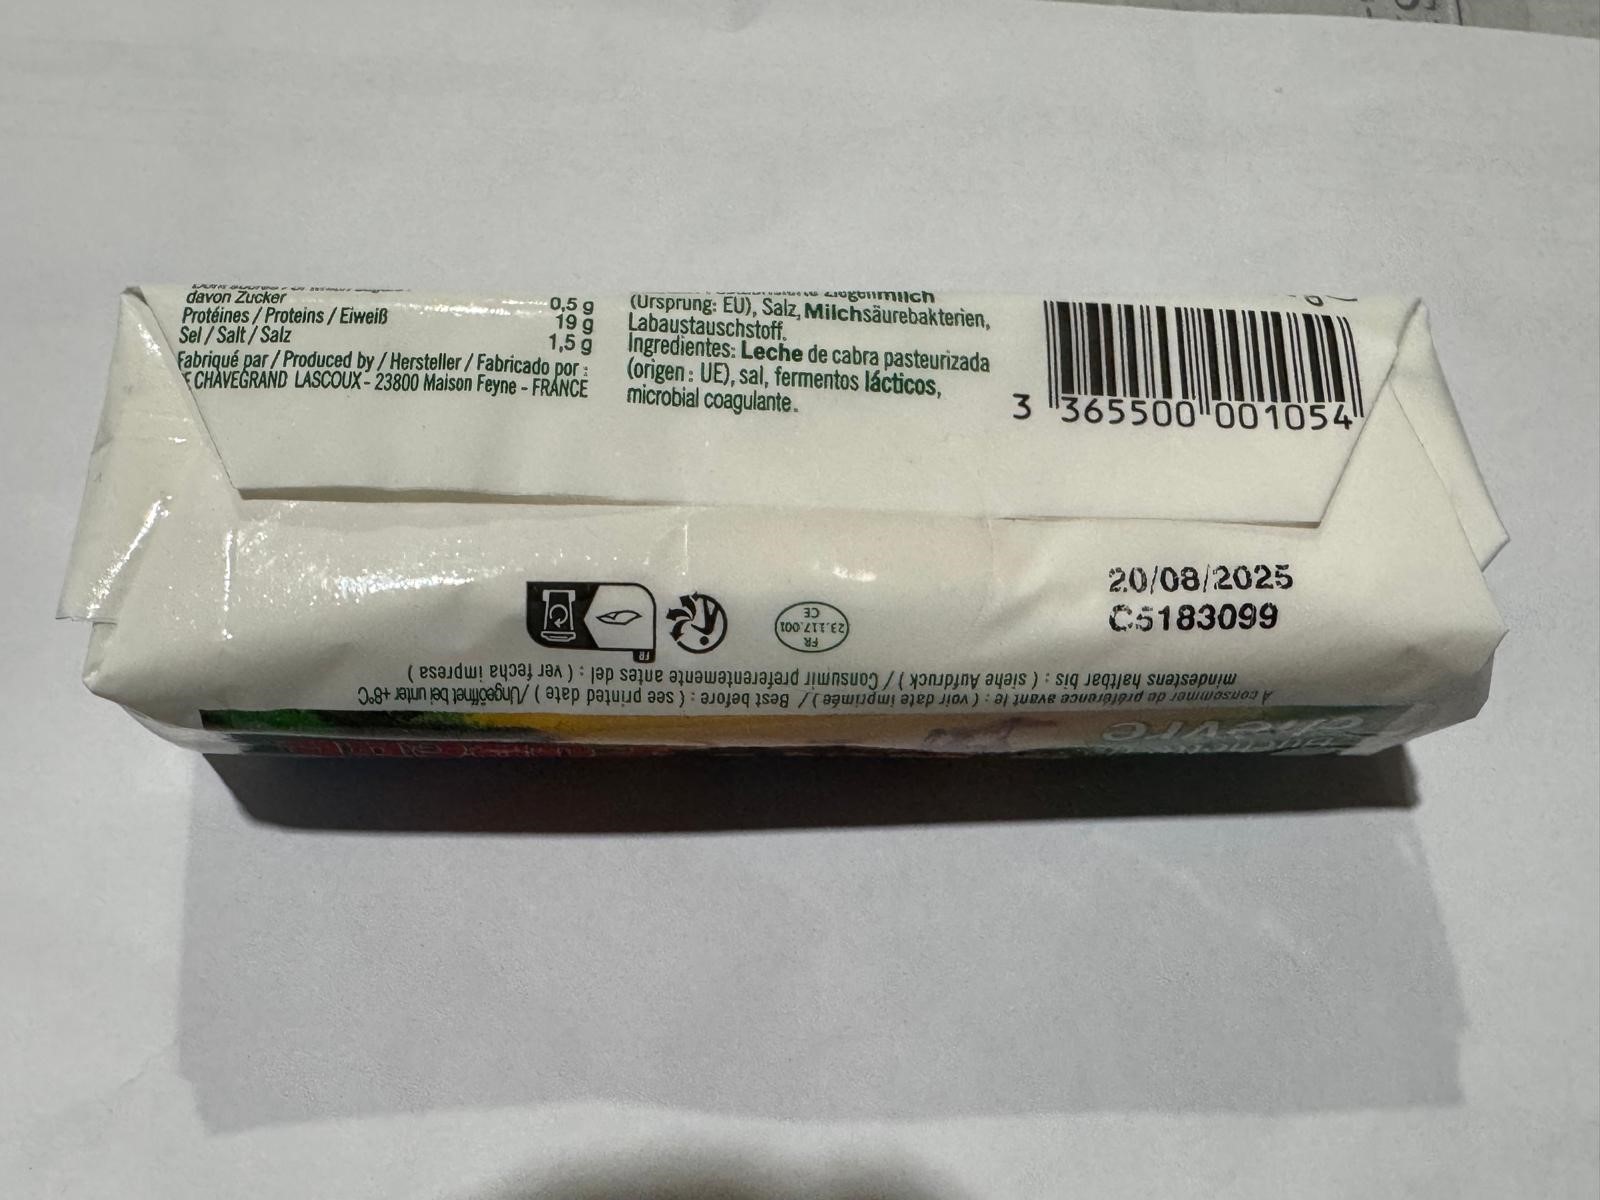 davon Zucker 0,5 g
Protéines / Proteins / Eiweiß 19 g
Sel / Salt / Salz 1,5 g
Fabriqué par / Produced by / Hersteller / Fabricado por :
CHAVEGRAND LASCOUX - 23800 Maison Feyne - FRANCE
Ziegenmilch
(Ursprung: EU), Salz, Milchsäurebakterien,
Labaustauschstoff.
Ingredientes: Leche de cabra pasteurizada
(origen : UE), sal, fermentos lácticos,
microbial coagulante.
3 365500 001054
20/08/2025
C5183099
FR
23.117.001
CE
FR
A consommer de préférence avant le : ( voir date imprimée ) / Best before : ( see printed date ) / Ungeöffnet bei unter +8°C
mindestens haltbar bis : ( siehe Aufdruck ) / Consumir preferentemente antes del : ( ver fecha impresa )
chèvre